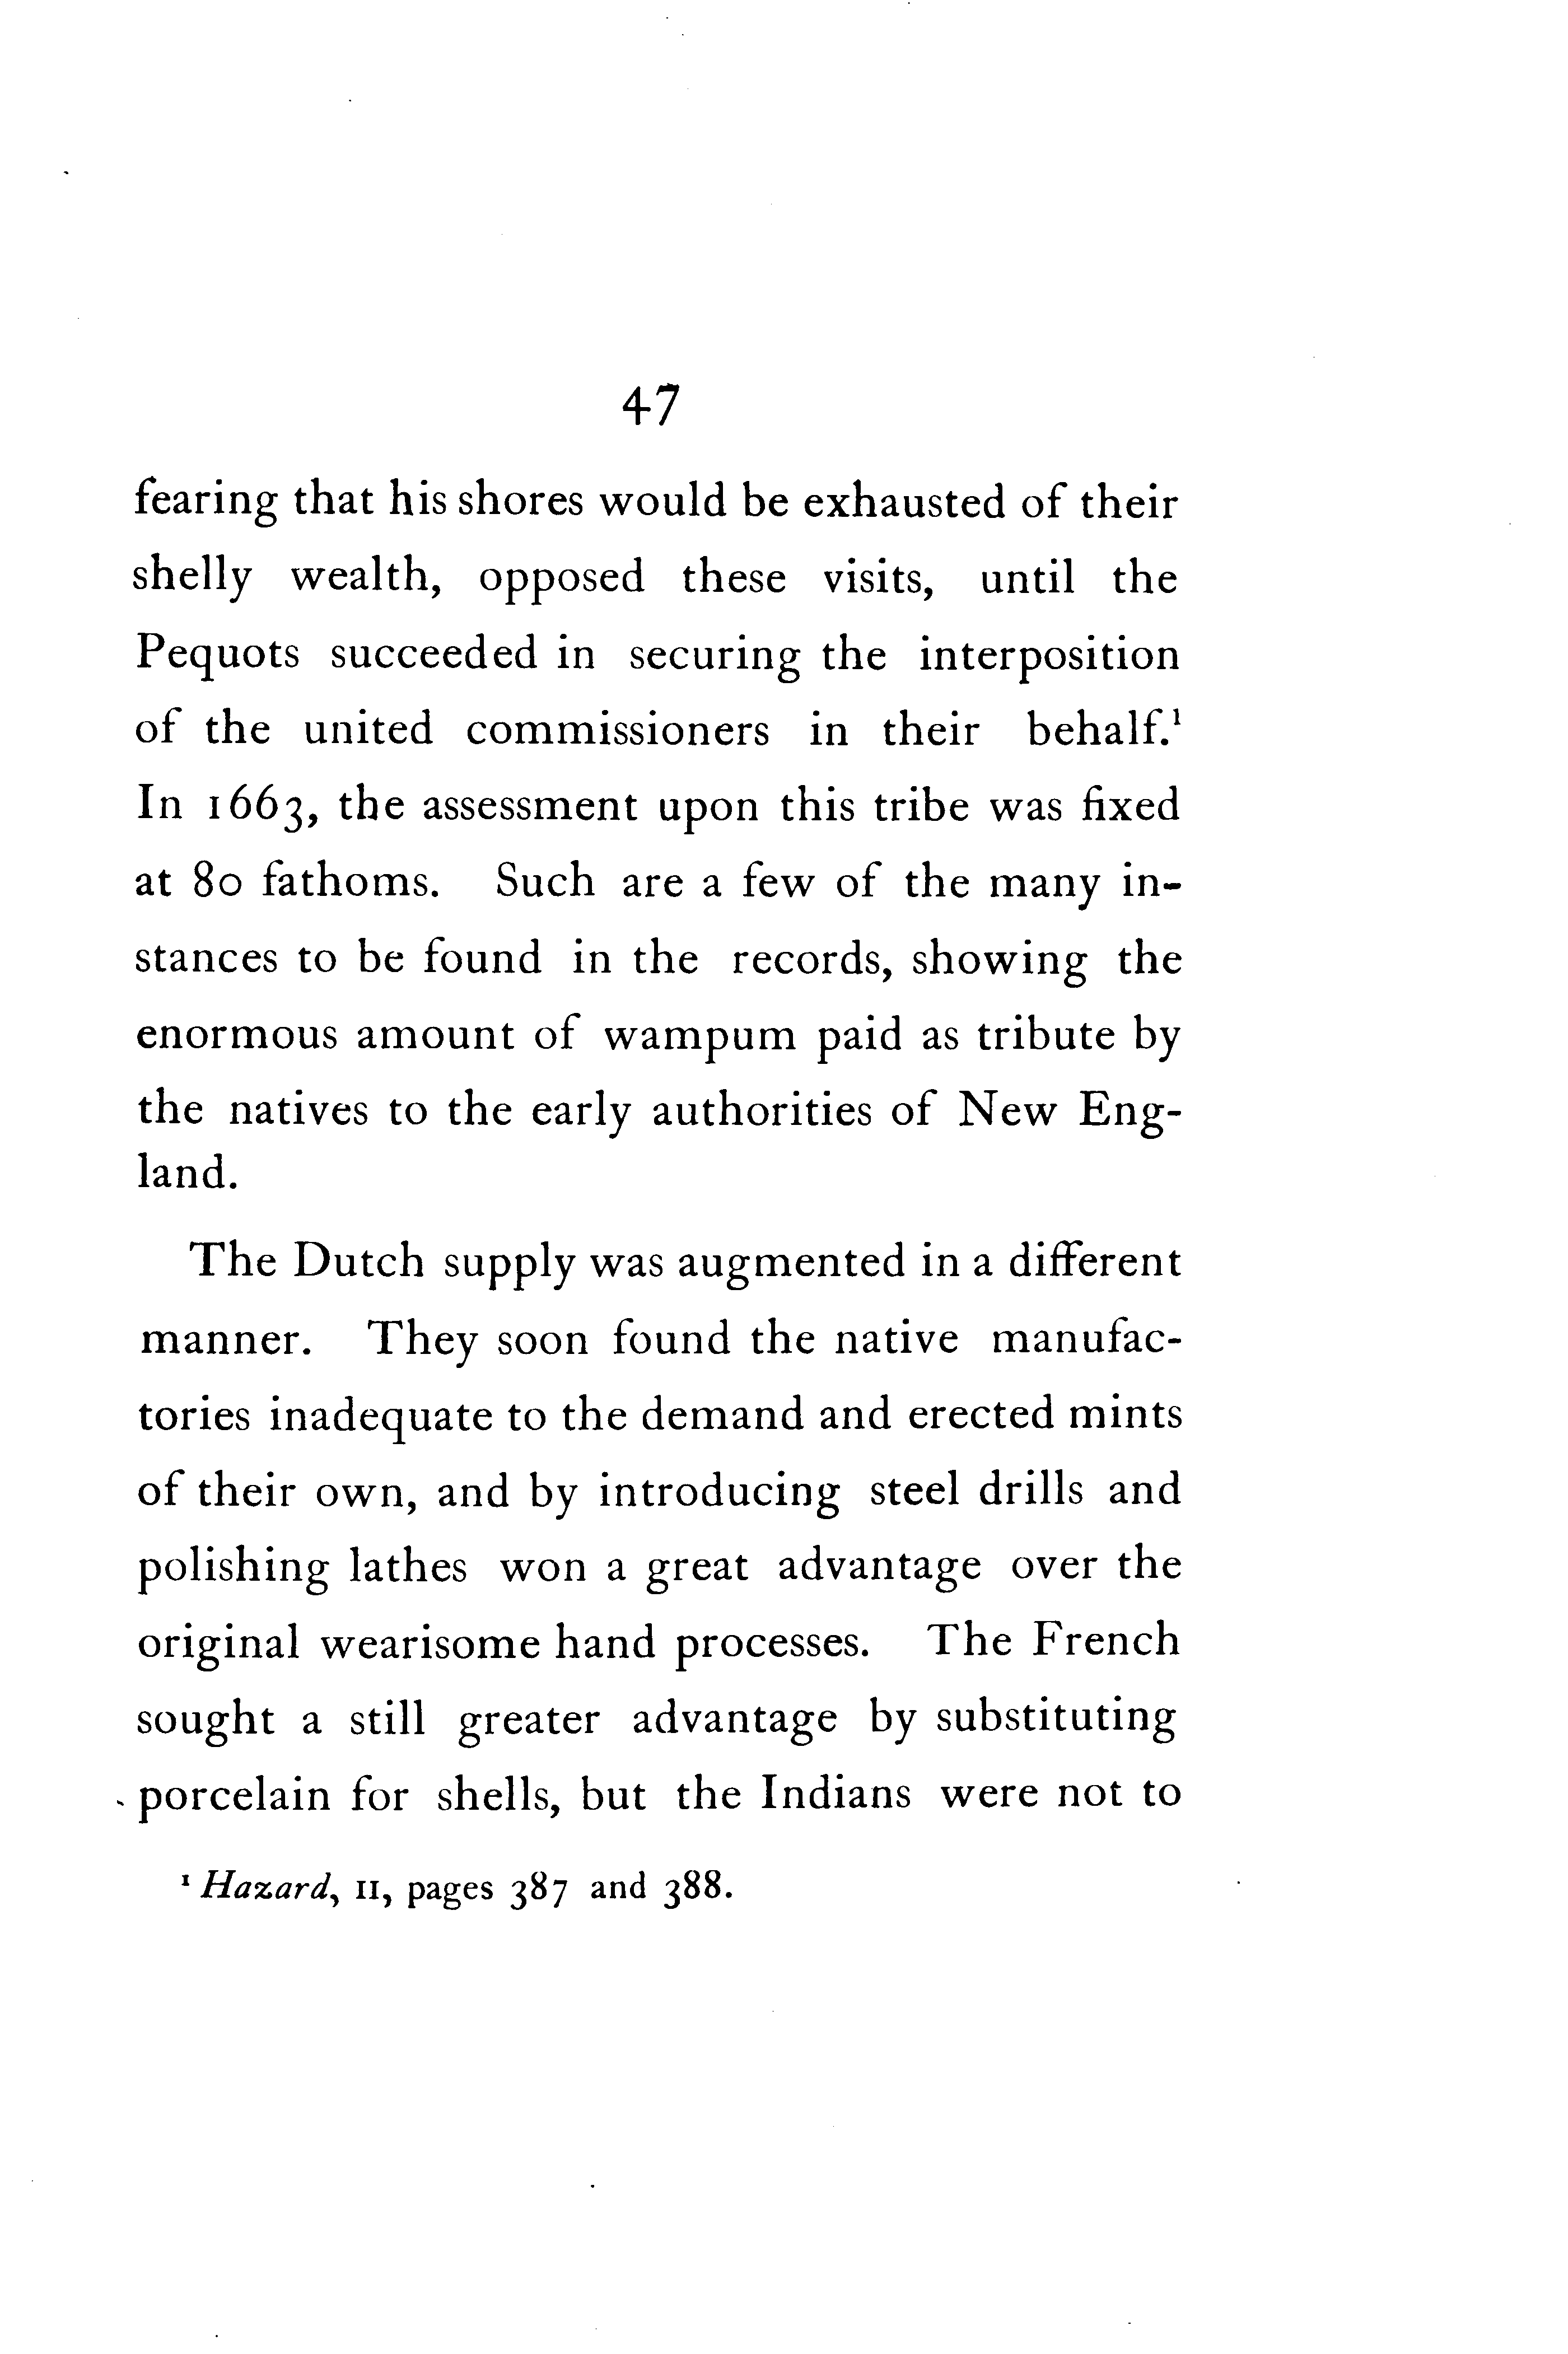 47
fearing that his shores would be exhausted of their
shelly wealth, opposed these visits, until the
Pequots succeeded in securing the interposition
of the united commissioners in their behalf.¹
In 1663, the assessment upon this tribe was fixed
at 80 fathoms. Such are a few of the many in-
stances to be found in the records, showing the
enormous amount of wampum paid as tribute by
the natives to the early authorities of New Eng-
land.
The Dutch supply was augmented in a different
manner. They soon found the native manufac-
tories inadequate to the demand and erected mints
of their own, and by introducing steel drills and
polishing lathes won a great advantage over the
original wearisome hand processes. The French
sought a still greater advantage by substituting
porcelain for shells, but the Indians were not to
¹ Hazard, II, pages 387 and 388.